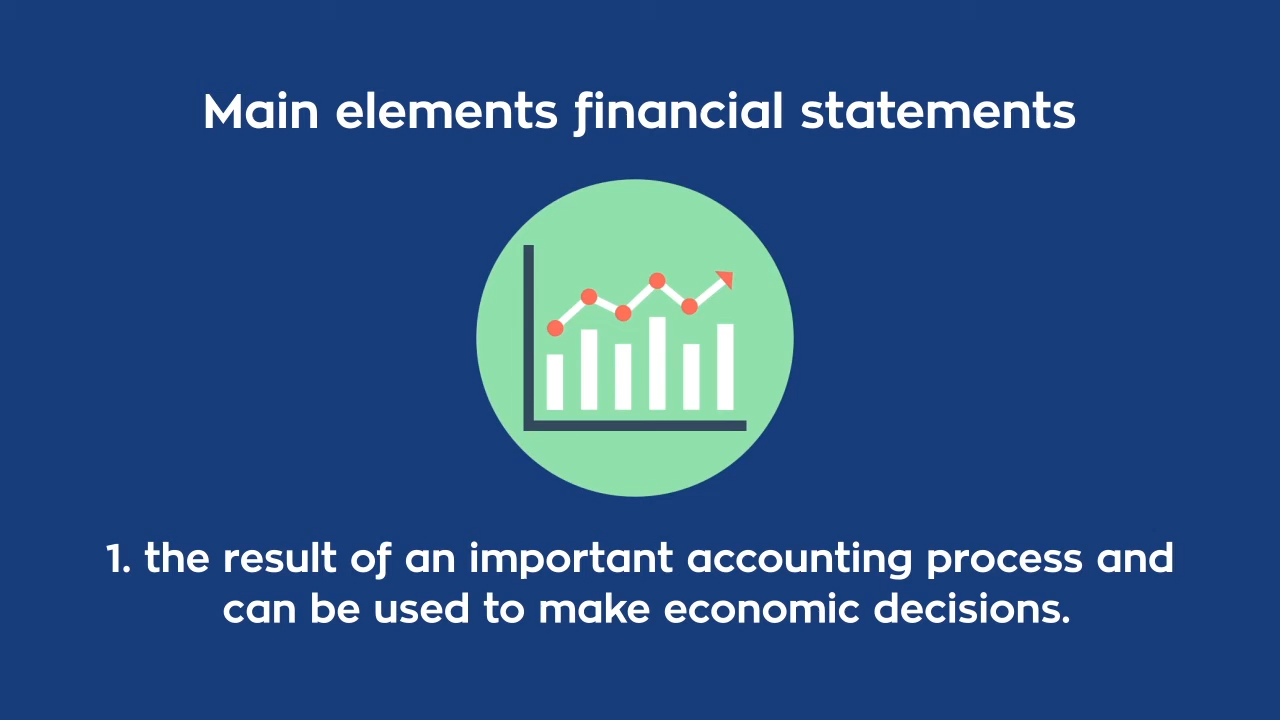 Main elements financial statements
1. the result of an important accounting process and
can be used to make economic decisions.